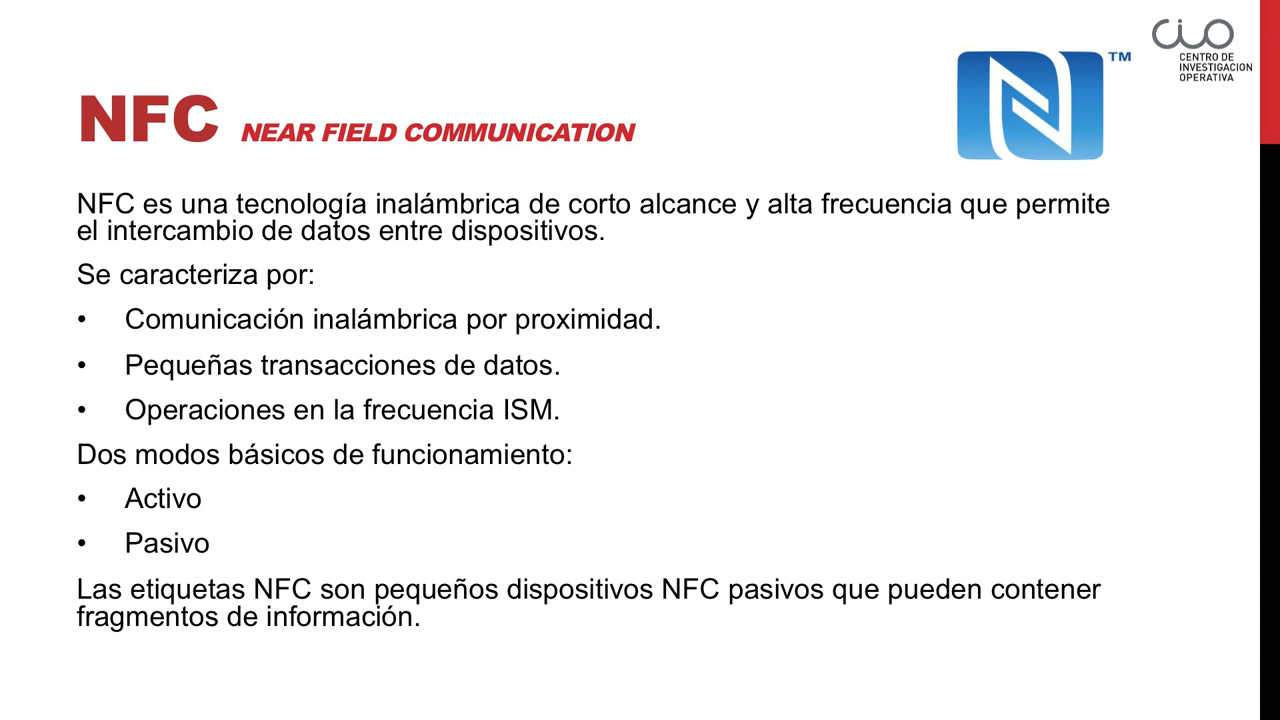 CIO
CENTRO DE
INVESTIGACION
OPERATIVA
TM
NFC NEAR FIELD COMMUNICATION
NFC es una tecnología inalámbrica de corto alcance y alta frecuencia que permite
el intercambio de datos entre dispositivos.
Se caracteriza por:
• Comunicación inalámbrica por proximidad.
• Pequeñas transacciones de datos.
• Operaciones en la frecuencia ISM.
Dos modos básicos de funcionamiento:
• Activo
• Pasivo
Las etiquetas NFC son pequeños dispositivos NFC pasivos que pueden contener
fragmentos de información.